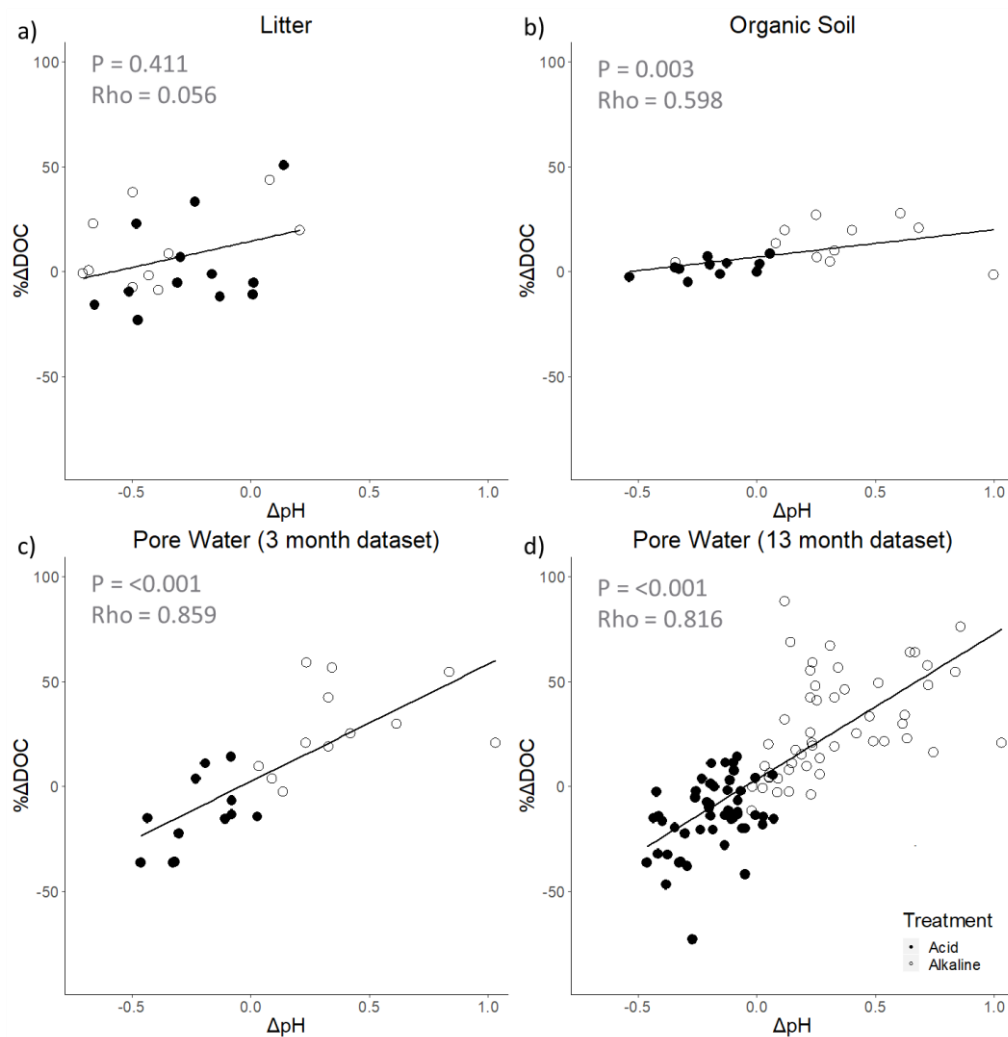 a)
Litter
P = 0.411
Rho = 0.056
100
50
0
-50
%ΔDOC
-0.5
0.0
0.5
1.0
ΔpH
b)
Organic Soil
P = 0.003
Rho = 0.598
100
50
0
-50
%ΔDOC
-0.5
0.0
0.5
1.0
ΔpH
c)
Pore Water (3 month dataset)
P = <0.001
Rho = 0.859
100
50
0
-50
%ΔDOC
-0.5
0.0
0.5
1.0
ΔpH
d)
Pore Water (13 month dataset)
P = <0.001
Rho = 0.816
100
50
0
-50
%ΔDOC
-0.5
0.0
0.5
1.0
ΔpH
Treatment
Acid
Alkaline